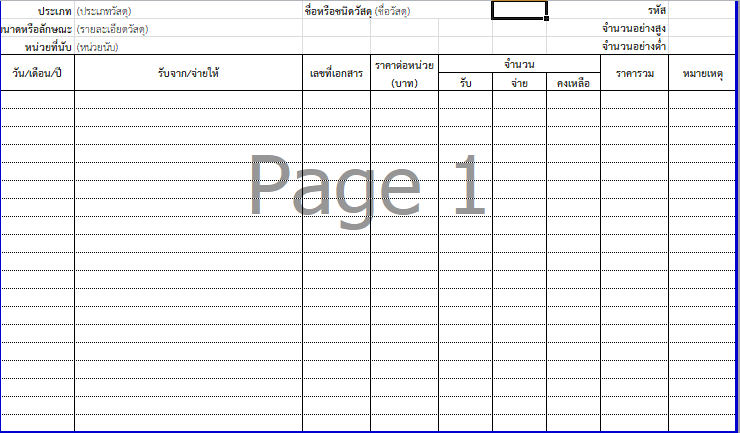 ประเภท (ประเภทวัสดุ) ชื่อหรือชนิดวัสดุ (ชื่อวัสดุ) รหัส
นาดหรือลักษณะ (รายละเอียดวัสดุ) จำนวนอย่างสูง
หน่วยที่นับ (หน่วยนับ) จำนวนอย่างต่ำ
วัน/เดือน/ปี รับจาก/จ่ายให้ เลขที่เอกสาร ราคาต่อหน่วย (บาท) จำนวน ราคารวม หมายเหตุ
รับ จ่าย คงเหลือ
Page 1